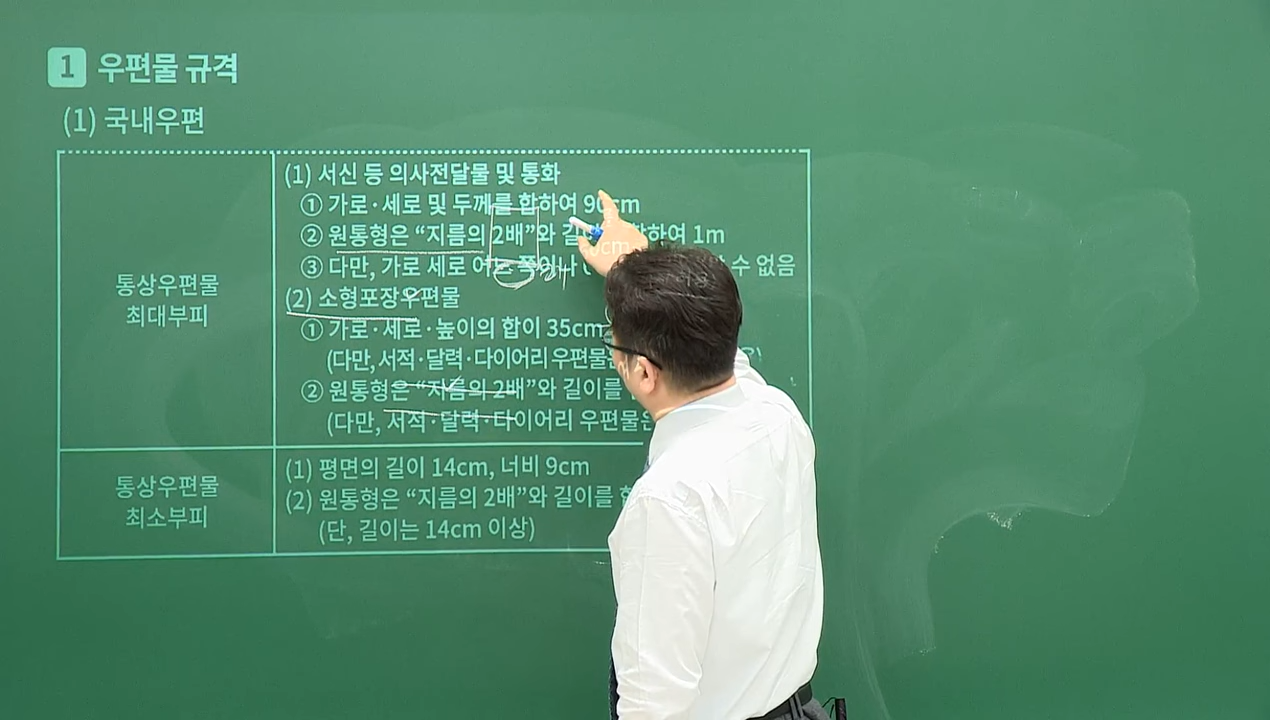 1 우편물 규격
(1) 국내우편
통상우편물
최대부피
(1) 서신 등 의사전달물 및 통화
① 가로·세로 및 두께를 합하여 90cm
② 원통형은 “지름의 2배”와 길이를 합하여 1m
③ 다만, 가로 세로 어느 쪽이나 수 없음
(2) 소형포장우편물
① 가로·세로·높이의 합이 35cm
(다만, 서적·달력·다이어리 우편물은
② 원통형은 “지름의 2배”와 길이를
(다만, 서적·달력·다이어리 우편물은
통상우편물
최소부피
(1) 평면의 길이 14cm, 너비 9cm
(2) 원통형은 “지름의 2배”와 길이를
(단, 길이는 14cm 이상)